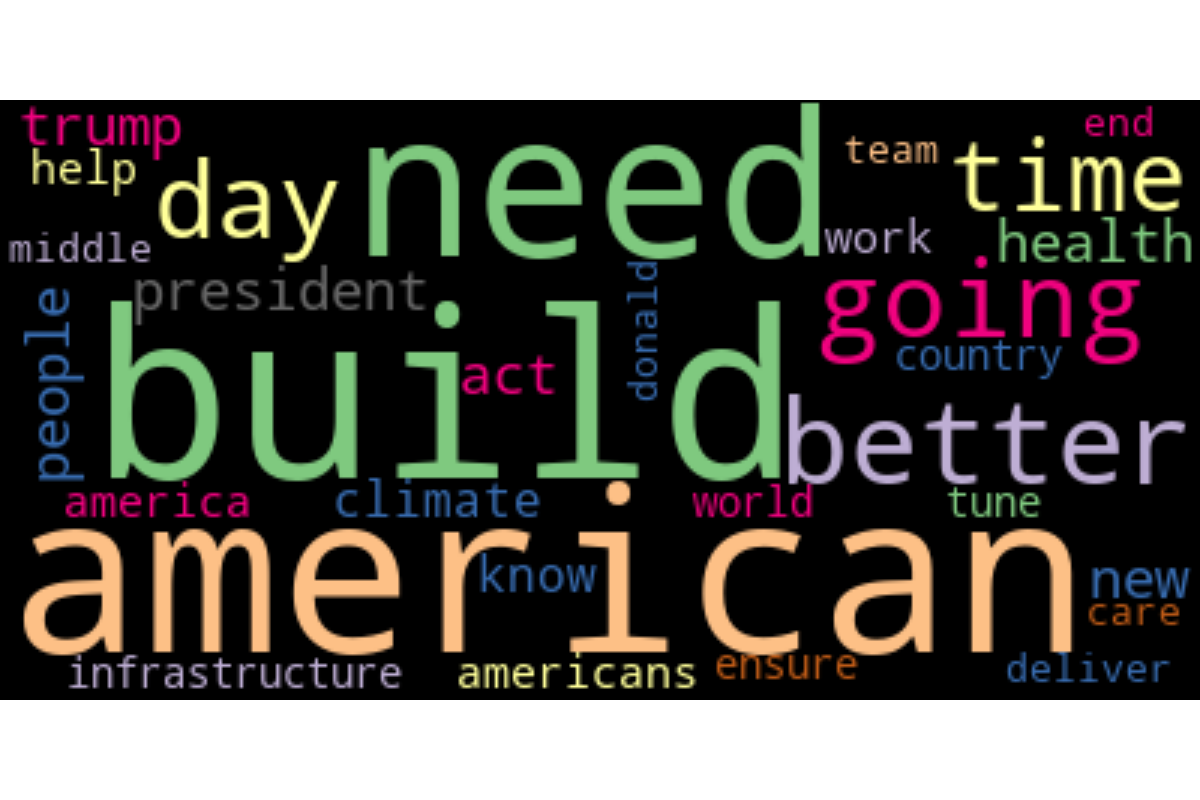 trump
need
end
team
time
help
day
middle
work
health
president
donald
people
going
build
act
country
better
america
climate
world
tune
american
know
new
care
infrastructure
americans
ensure
deliver